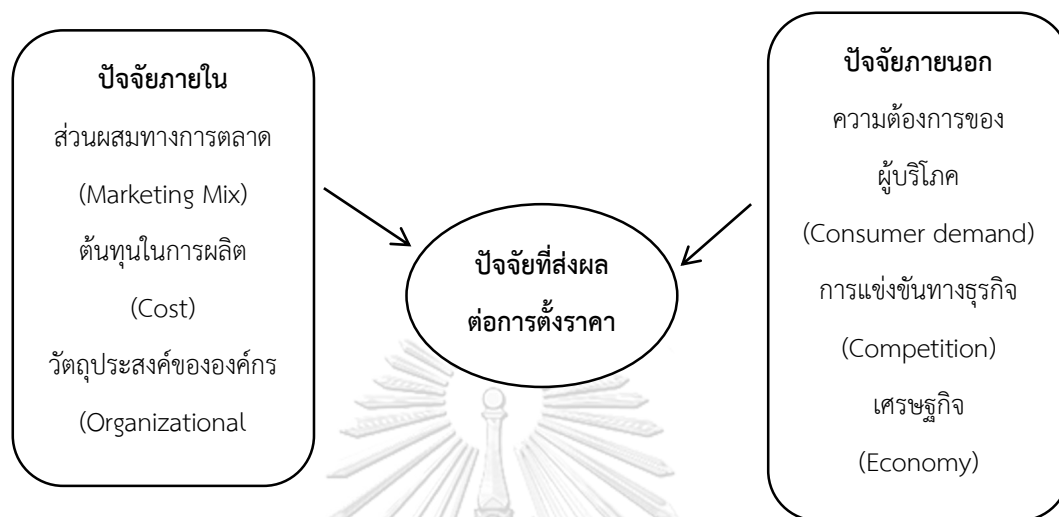 ปัจจัยภายใน
ส่วนผสมทางการตลาด
(Marketing Mix)
ต้นทุนในการผลิต
(Cost)
วัตถุประสงค์ขององค์กร
(Organizational
ปัจจัยที่ส่งผล
ต่อการตั้งราคา
ปัจจัยภายนอก
ความต้องการของ
ผู้บริโภค
(Consumer demand)
การแข่งขันทางธุรกิจ
(Competition)
เศรษฐกิจ
(Economy)